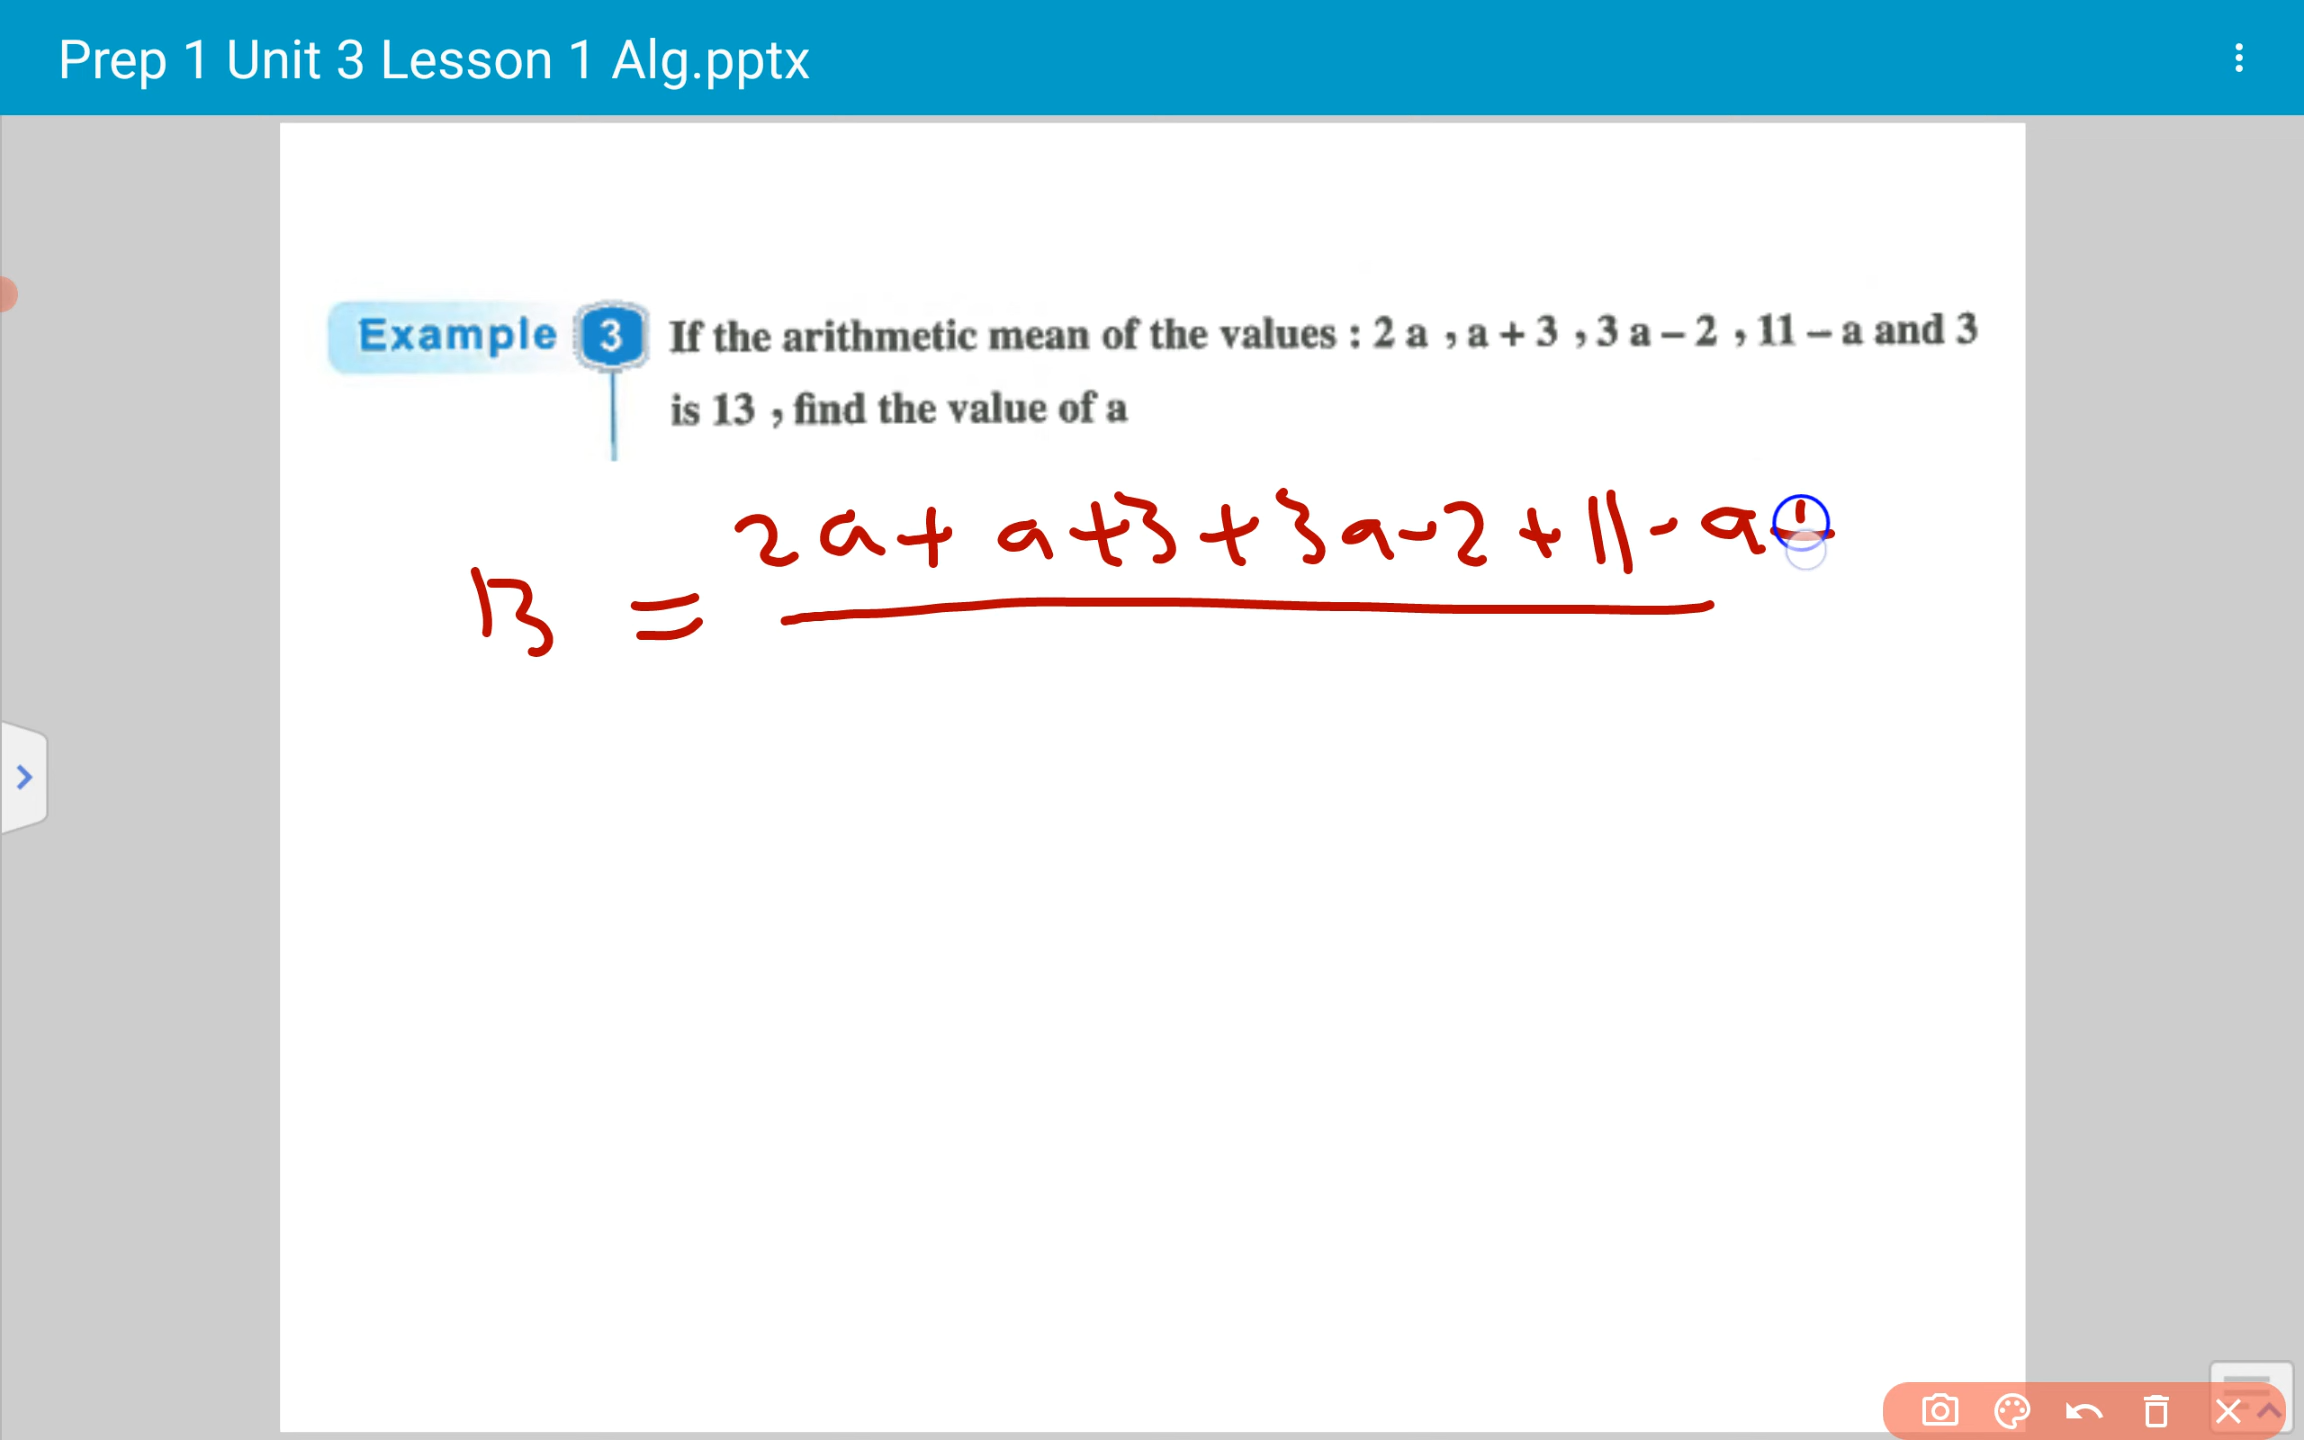 Prep 1 Unit 3 Lesson 1 Alg.pptx
Example 3 If the arithmetic mean of the values : 2 a , a + 3 , 3 a – 2 , 11 – a and 3
is 13 , find the value of a
2a + a+3 + 3a-2 + 11 - a +
13 =